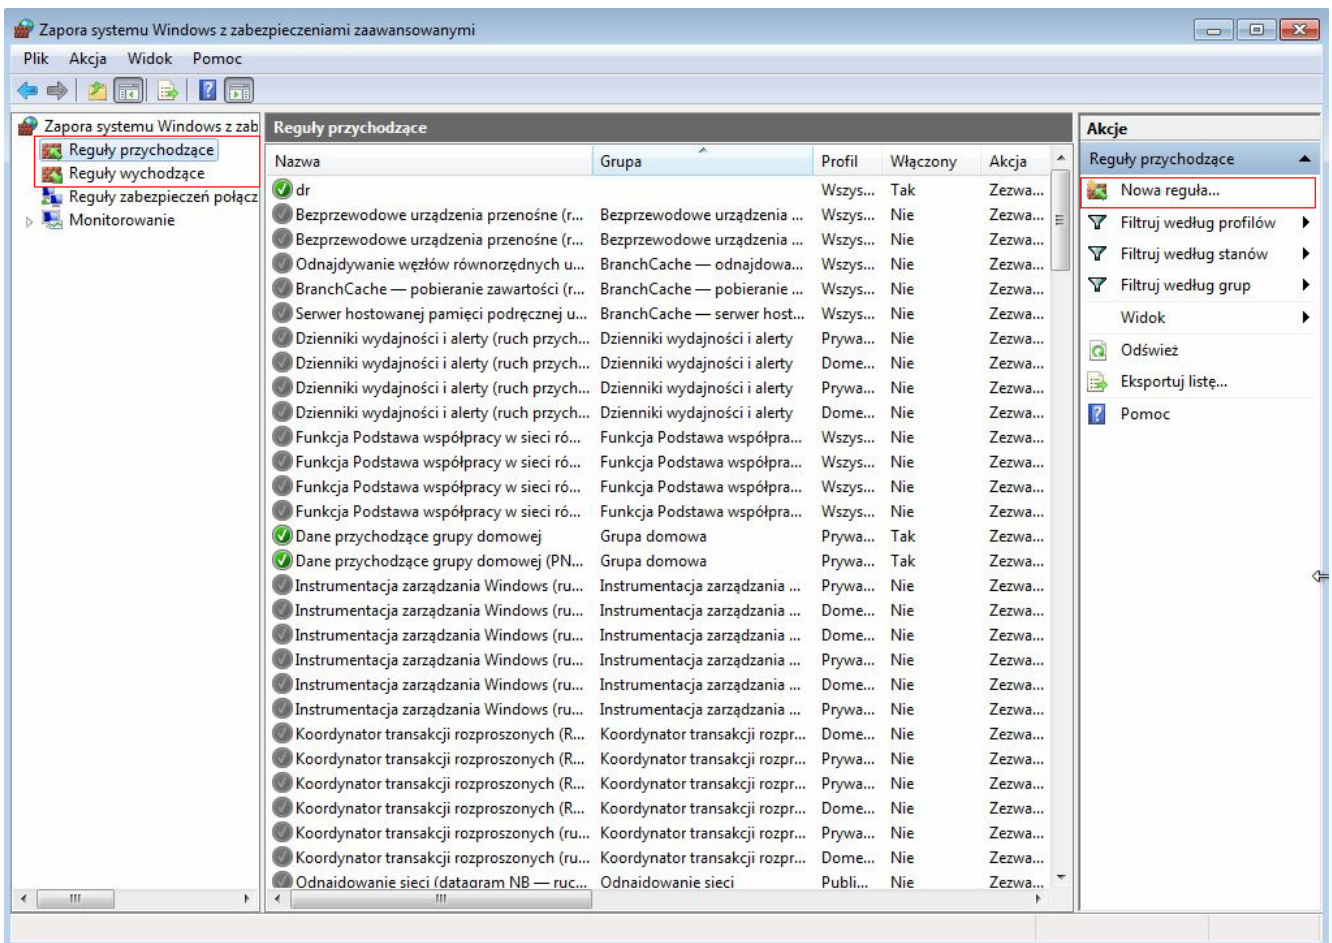 Zapora systemu Windows z zabezpieczeniami zaawansowanymi
Plik Akcja Widok Pomoc
Zapora systemu Windows z zab
Reguły przychodzące
Reguły wychodzące
Reguły zabezpieczeń połącz
Monitorowanie
Reguły przychodzące
Nazwa Grupa Profil Włączony Akcja
dr Wszys... Tak Zezwa...
Bezprzewodowe urządzenia przenośne (r... Bezprzewodowe urządzenia ... Wszys... Nie Zezwa...
Bezprzewodowe urządzenia przenośne (r... Bezprzewodowe urządzenia ... Wszys... Nie Zezwa...
Odnajdywanie węzłów równorzędnych u... BranchCache — odnajdowa... Wszys... Nie Zezwa...
BranchCache — pobieranie zawartości (r... BranchCache — pobieranie ... Wszys... Nie Zezwa...
Serwer hostowanej pamięci podręcznej u... BranchCache — serwer host... Wszys... Nie Zezwa...
Dzienniki wydajności i alerty (ruch przych... Dzienniki wydajności i alerty Prywa... Nie Zezwa...
Dzienniki wydajności i alerty (ruch przych... Dzienniki wydajności i alerty Dome... Nie Zezwa...
Dzienniki wydajności i alerty (ruch przych... Dzienniki wydajności i alerty Prywa... Nie Zezwa...
Dzienniki wydajności i alerty (ruch przych... Dzienniki wydajności i alerty Dome... Nie Zezwa...
Funkcja Podstawa współpracy w sieci ró... Funkcja Podstawa współpra... Wszys... Nie Zezwa...
Funkcja Podstawa współpracy w sieci ró... Funkcja Podstawa współpra... Wszys... Nie Zezwa...
Funkcja Podstawa współpracy w sieci ró... Funkcja Podstawa współpra... Wszys... Nie Zezwa...
Funkcja Podstawa współpracy w sieci ró... Funkcja Podstawa współpra... Wszys... Nie Zezwa...
Dane przychodzące grupy domowej Grupa domowa Prywa... Tak Zezwa...
Dane przychodzące grupy domowej (PN... Grupa domowa Prywa... Tak Zezwa...
Instrumentacja zarządzania Windows (ru... Instrumentacja zarządzania ... Prywa... Nie Zezwa...
Instrumentacja zarządzania Windows (ru... Instrumentacja zarządzania ... Dome... Nie Zezwa...
Instrumentacja zarządzania Windows (ru... Instrumentacja zarządzania ... Dome... Nie Zezwa...
Instrumentacja zarządzania Windows (ru... Instrumentacja zarządzania ... Prywa... Nie Zezwa...
Instrumentacja zarządzania Windows (ru... Instrumentacja zarządzania ... Dome... Nie Zezwa...
Instrumentacja zarządzania Windows (ru... Instrumentacja zarządzania ... Prywa... Nie Zezwa...
Koordynator transakcji rozproszonych (R... Koordynator transakcji rozpr... Dome... Nie Zezwa...
Koordynator transakcji rozproszonych (R... Koordynator transakcji rozpr... Prywa... Nie Zezwa...
Koordynator transakcji rozproszonych (R... Koordynator transakcji rozpr... Prywa... Nie Zezwa...
Koordynator transakcji rozproszonych (R... Koordynator transakcji rozpr... Dome... Nie Zezwa...
Koordynator transakcji rozproszonych (ru... Koordynator transakcji rozpr... Prywa... Nie Zezwa...
Koordynator transakcji rozproszonych (ru... Koordynator transakcji rozpr... Dome... Nie Zezwa...
Odnajdowanie sieci (datagram NB — ruc... Odnajdowanie sieci Publi... Nie Zezwa...
Akcje
Reguły przychodzące
Nowa reguła...
Filtruj według profilów
Filtruj według stanów
Filtruj według grup
Widok
Odśwież
Eksportuj listę...
Pomoc